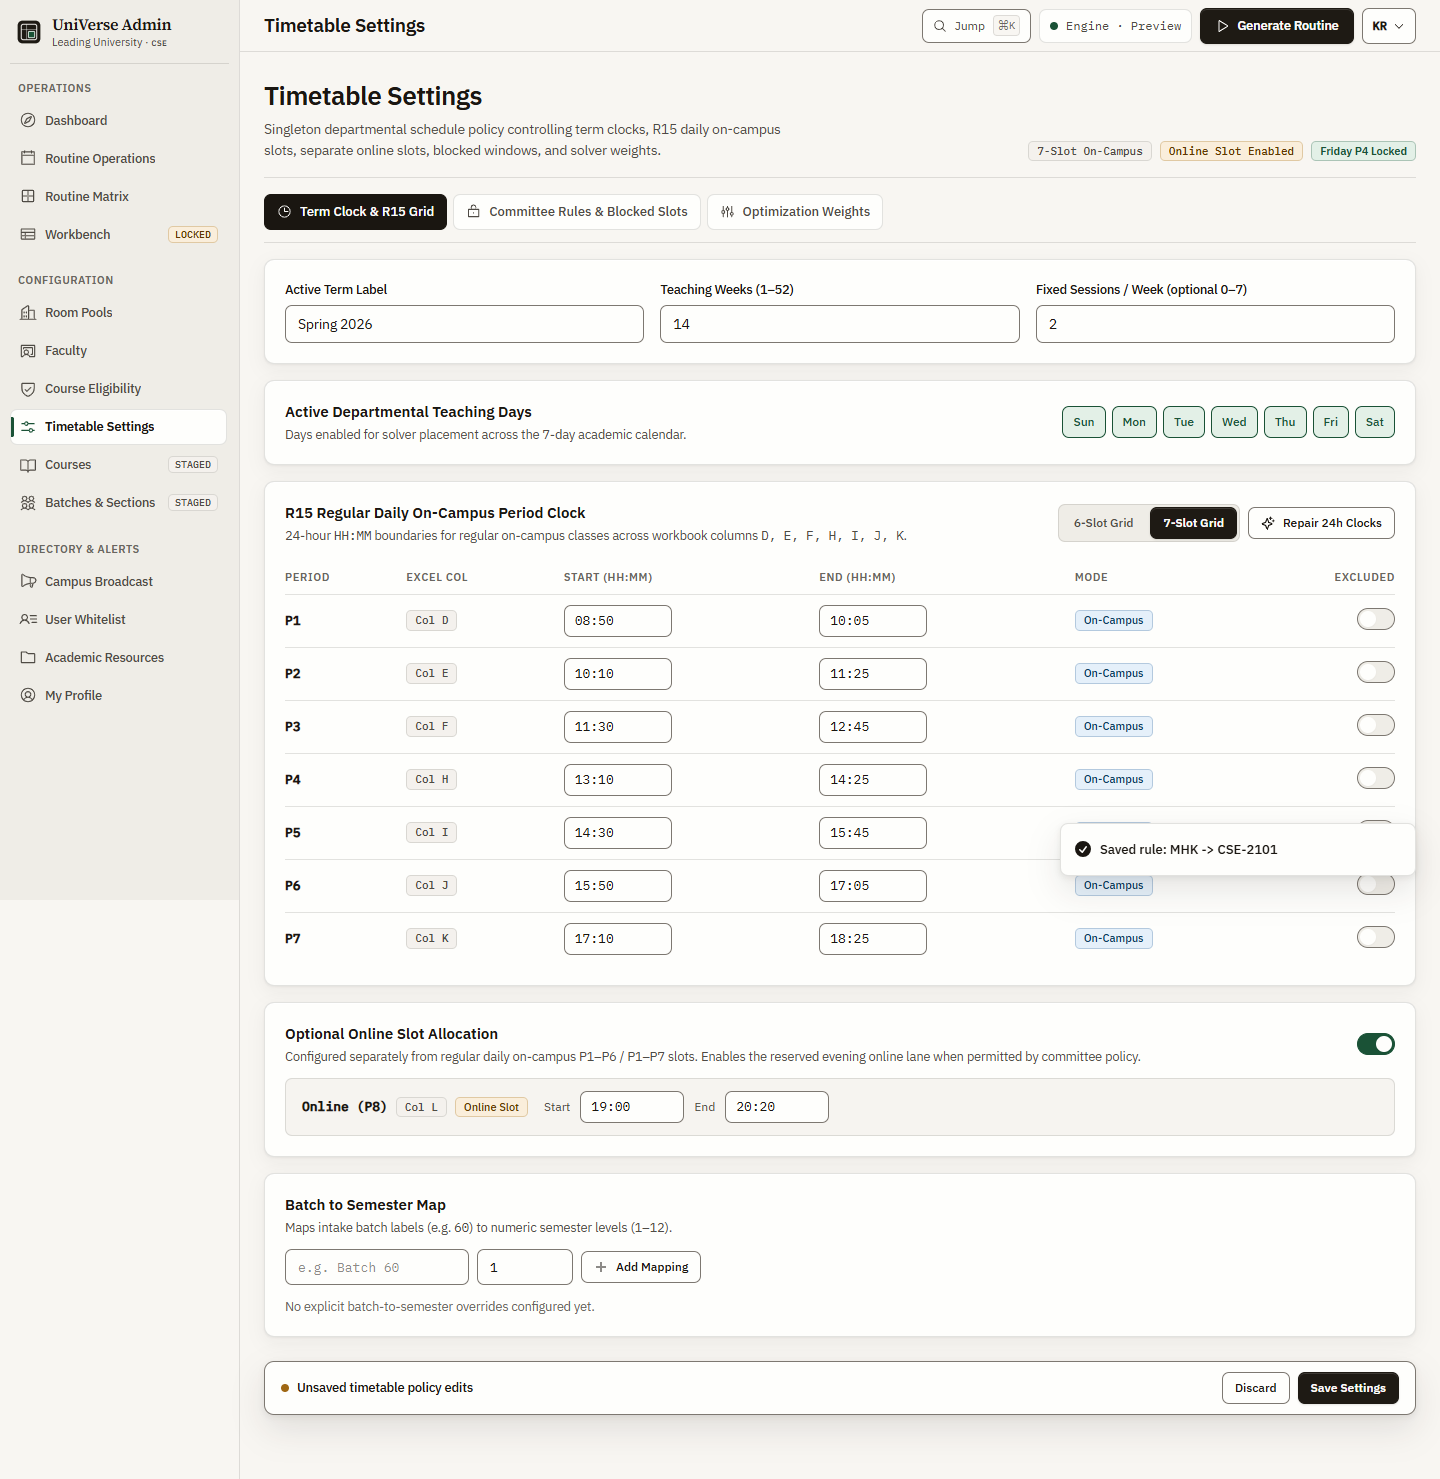 UniVerse Admin
Leading University · CSE
OPERATIONS
Dashboard
Routine Operations
Routine Matrix
Workbench LOCKED
CONFIGURATION
Room Pools
Faculty
Course Eligibility
Timetable Settings
Courses STAGED
Batches & Sections STAGED
DIRECTORY & ALERTS
Campus Broadcast
User Whitelist
Academic Resources
My Profile
Timetable Settings
Jump ⌘K
Engine · Preview
Generate Routine
KR
Timetable Settings
Singleton departmental schedule policy controlling term clocks, R15 daily on-campus
slots, separate online slots, blocked windows, and solver weights.
7-Slot On-Campus
Online Slot Enabled
Friday P4 Locked
Term Clock & R15 Grid
Committee Rules & Blocked Slots
Optimization Weights
Active Term Label
Spring 2026
Teaching Weeks (1–52)
14
Fixed Sessions / Week (optional 0–7)
2
Active Departmental Teaching Days
Days enabled for solver placement across the 7-day academic calendar.
Sun Mon Tue Wed Thu Fri Sat
R15 Regular Daily On-Campus Period Clock
24-hour HH:MM boundaries for regular on-campus classes across workbook columns D, E, F, H, I, J, K.
6-Slot Grid 7-Slot Grid
Repair 24h Clocks
PERIOD EXCEL COL START (HH:MM) END (HH:MM) MODE EXCLUDED
P1 Col D 08:50 10:05 On-Campus
P2 Col E 10:10 11:25 On-Campus
P3 Col F 11:30 12:45 On-Campus
P4 Col H 13:10 14:25 On-Campus
P5 Col I 14:30 15:45
Saved rule: MHK -> CSE-2101
P6 Col J 15:50 17:05 On-Campus
P7 Col K 17:10 18:25 On-Campus
Optional Online Slot Allocation
Configured separately from regular daily on-campus P1–P6 / P1–P7 slots. Enables the reserved evening online lane when permitted by committee policy.
Online (P8) Col L Online Slot Start 19:00 End 20:20
Batch to Semester Map
Maps intake batch labels (e.g. 60) to numeric semester levels (1–12).
e.g. Batch 60
1
Add Mapping
No explicit batch-to-semester overrides configured yet.
Unsaved timetable policy edits
Discard
Save Settings